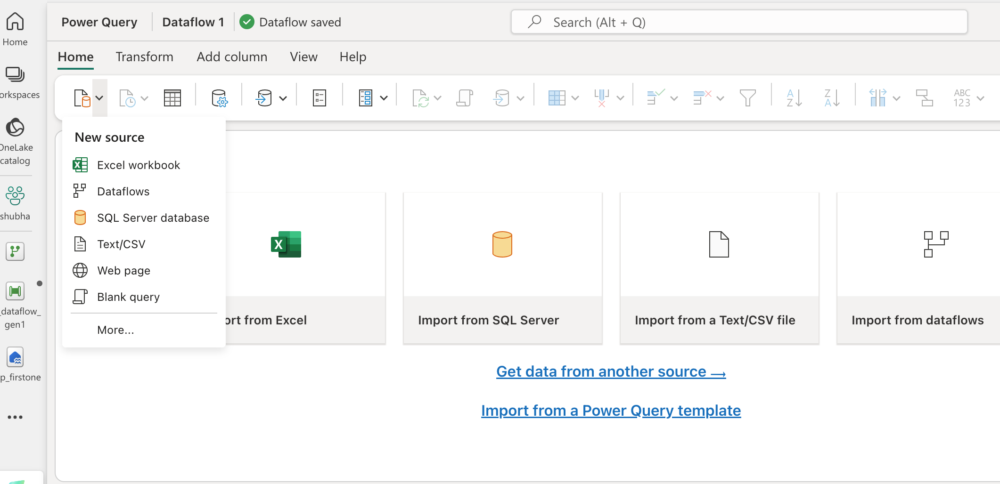 Power Query
Dataflow 1
Dataflow saved
Search (Alt + Q)
Home
Transform
Add column
View
Help
Home
orkspaces
OneLake
catalog
shubha
_dataflow_
gen1
p_firstone
A
Z
Z
A
ABC
123
New source
X
Excel workbook
Dataflows
SQL Server database
Text/CSV
Web page
Blank query
More...
X
ort from Excel
Import from SQL Server
Import from a Text/CSV file
Import from dataflows
Get data from another source →
Import from a Power Query template